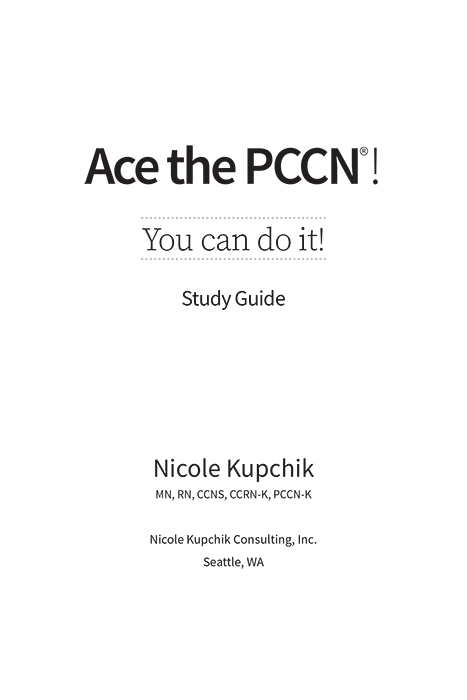 Ace the PCCN®!
You can do it!
Study Guide
Nicole Kupchik
MN, RN, CCNS, CCRN-K, PCCN-K
Nicole Kupchik Consulting, Inc.
Seattle, WA